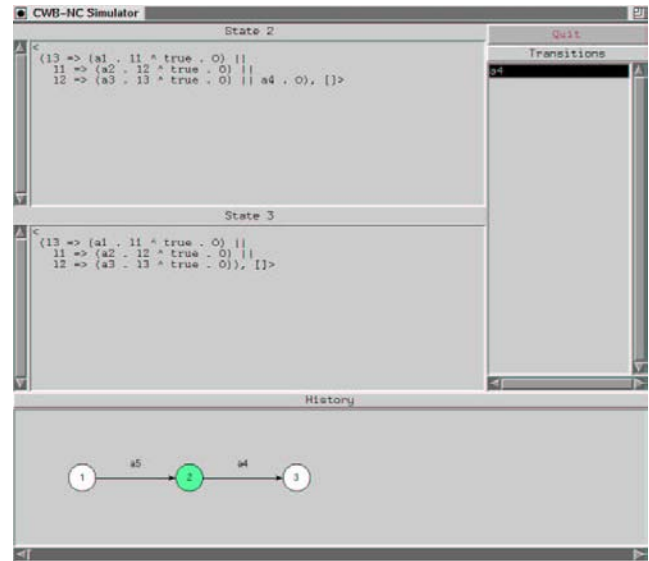 CWB-NC Simulator
State 2
<
(13 => (a1 . 11 ^ true . 0) ||
11 => (a2 . 12 ^ true . 0) ||
12 => (a3 . 13 ^ true . 0) || a4 . 0), []>
State 3
<
(13 => (a1 . 11 ^ true . 0) ||
11 => (a2 . 12 ^ true . 0) ||
12 => (a3 . 13 ^ true . 0)), []>
Quit
Transitions
a4
History
1
a5
2
a4
3